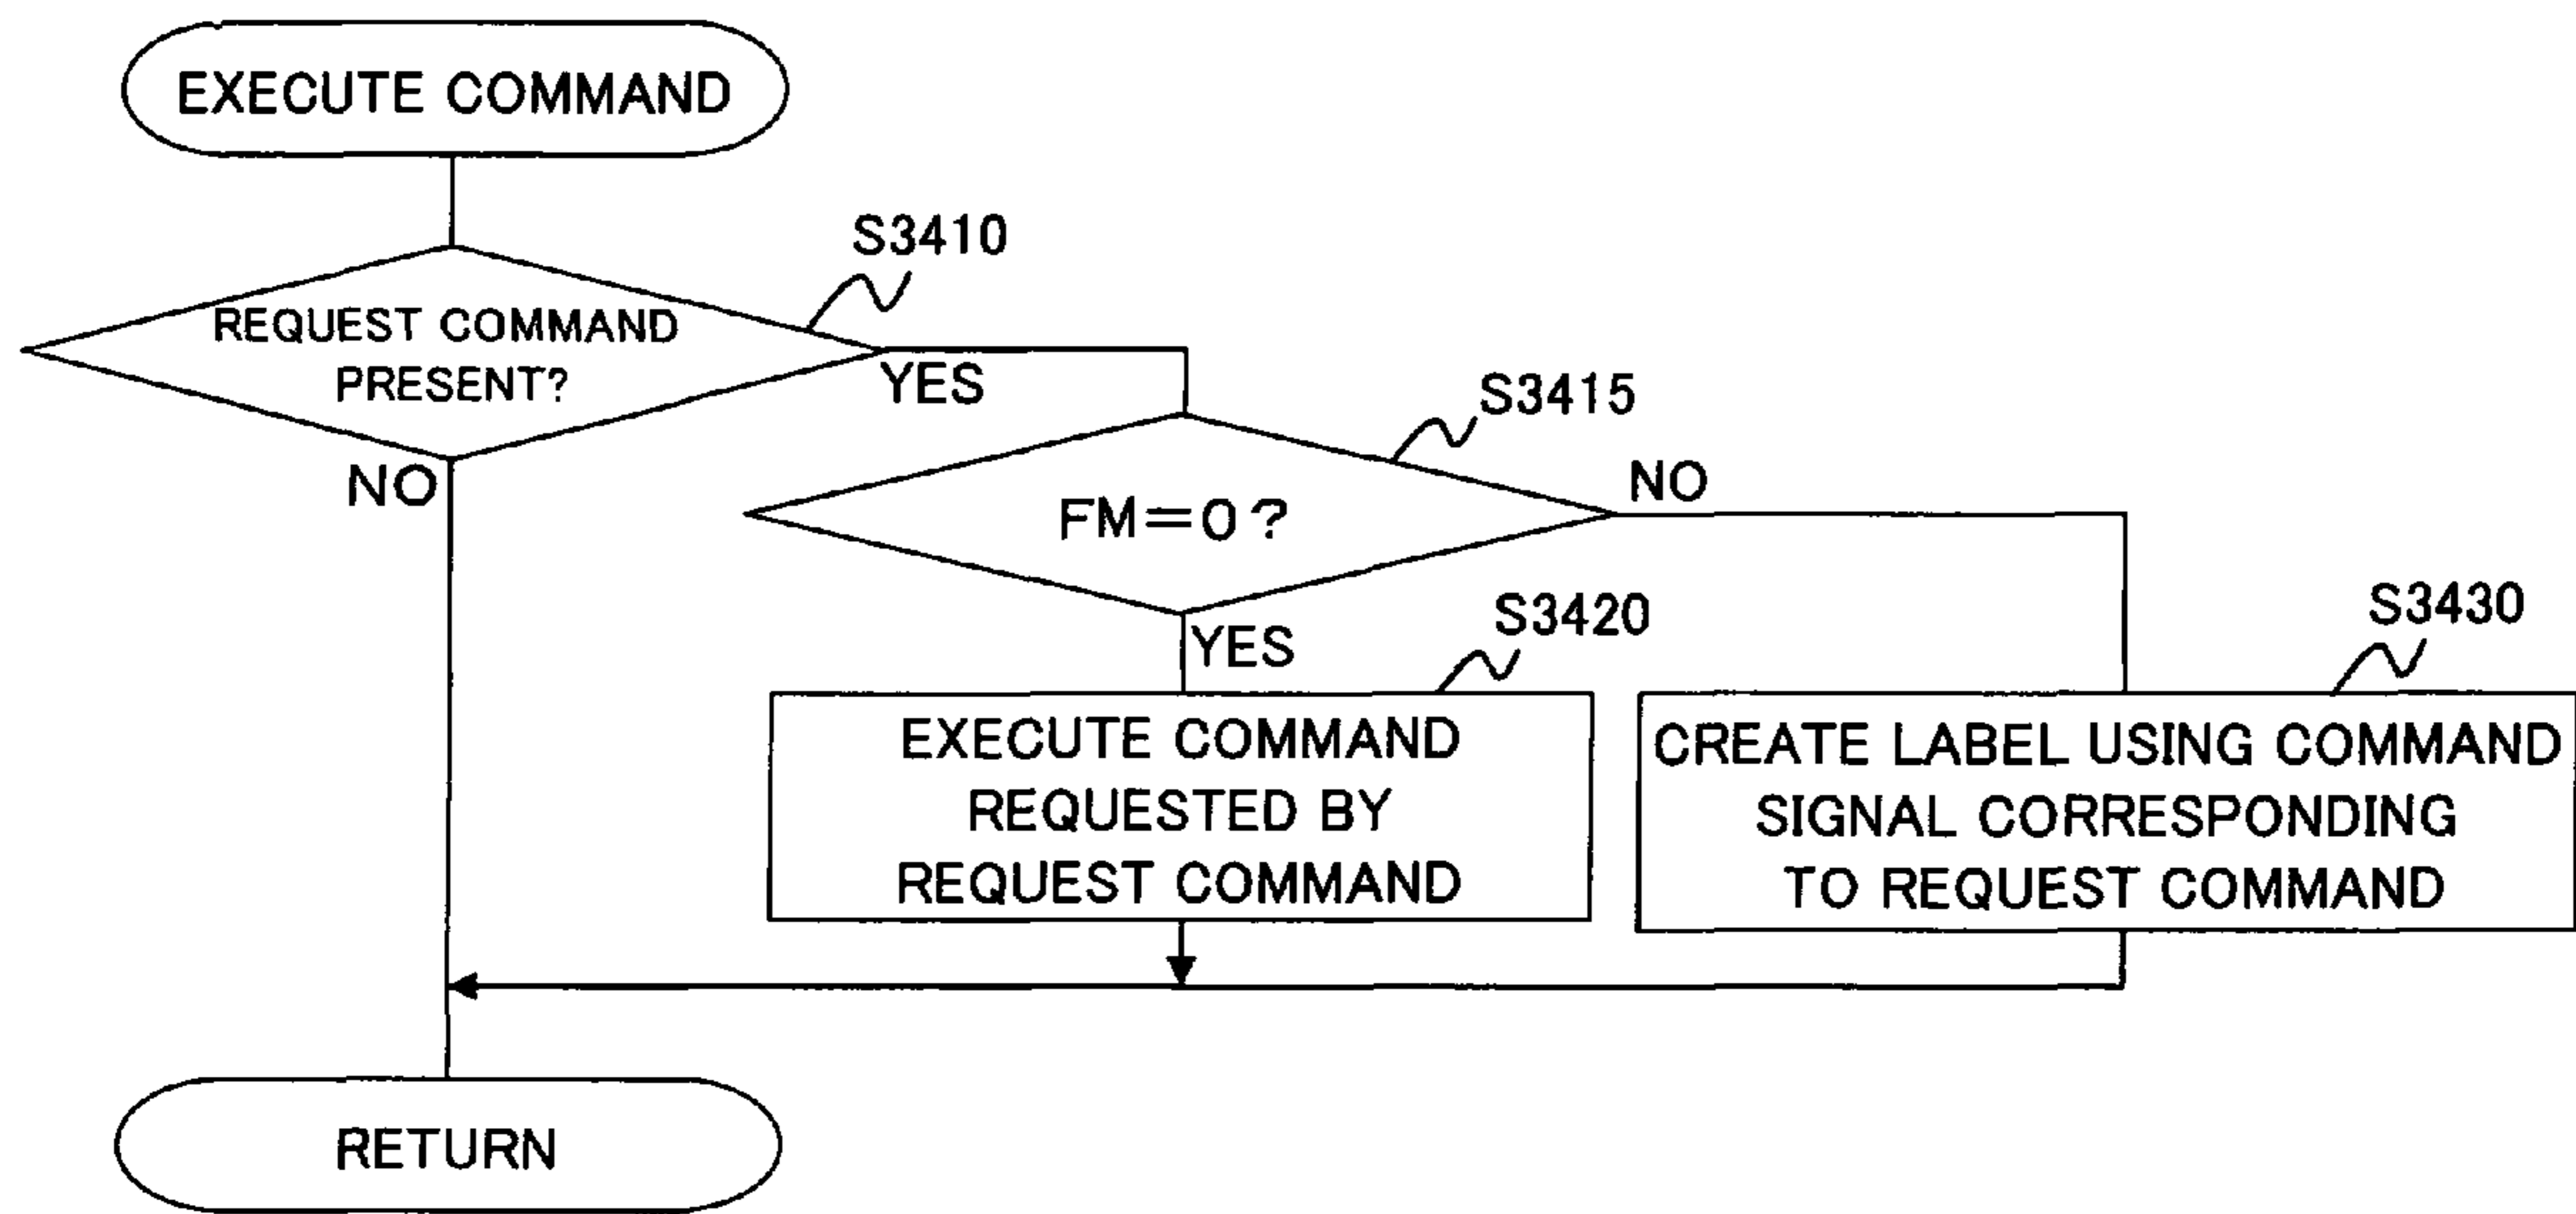 EXECUTE COMMAND
S3410
REQUEST COMMAND
PRESENT?
YES
NO
S3415
FM=0?
NO
YES
S3420
EXECUTE COMMAND
REQUESTED BY
REQUEST COMMAND
S3430
CREATE LABEL USING COMMAND
SIGNAL CORRESPONDING
TO REQUEST COMMAND
RETURN